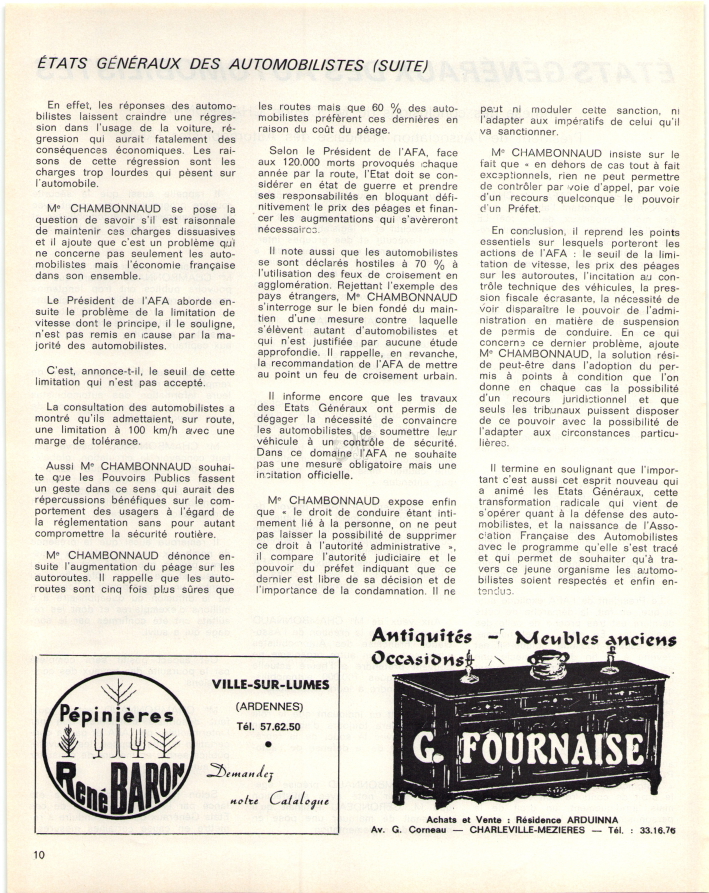 ÉTATS GÉNÉRAUX DES AUTOMOBILISTES (SUITE)
En effet, les réponses des automo-
bilistes laissent craindre une régres-
sion dans l'usage de la voiture, ré-
gression qui aurait fatalement des
conséquences économiques. Les rai-
sons de cette régression sont les
charges trop lourdes qui pèsent sur
l'automobile.
Me CHAMBONNAUD se pose la
question de savoir s'il est raisonnale
de maintenir ces charges dissuasives
et il ajoute que c'est un problème qui
ne concerne pas seulement les auto-
mobilistes mais l'économie française
dans son ensemble.
Le Président de l'AFA aborde en-
suite le problème de la limitation de
vitesse dont le principe, il le souligne,
n'est pas remis en cause par la ma-
jorité des automobilistes.
C'est, annonce-t-il, le seuil de cette
limitation qui n'est pas accepté.
La consultation des automobilistes a
montré qu'ils admettaient, sur route,
une limitation à 100 km/h avec une
marge de tolérance.
Aussi Me CHAMBONNAUD souhai-
te que les Pouvoirs Publics fassent
un geste dans ce sens qui aurait des
répercussions bénéfiques sur le com-
portement des usagers à l'égard de
la réglementation sans pour autant
compromettre la sécurité routière.
Me CHAMBONNAUD dénonce en-
suite l'augmentation du péage sur les
autoroutes. Il rappelle que les auto-
routes sont cinq fois plus sûres que
les routes mais que 60 % des auto-
mobilistes préfèrent ces dernières en
raison du coût du péage.
Selon le Président de l'AFA, face
aux 120.000 morts provoqués chaque
année par la route, l'Etat doit se con-
sidérer en état de guerre et prendre
ses responsabilités en bloquant défi-
nitivement le prix des péages et finan-
cer les augmentations qui s'avèreront
nécessaires.
Il note aussi que les automobilistes
se sont déclarés hostiles à 70 % à
l'utilisation des feux de croisement en
agglomération. Rejettant l'exemple des
pays étrangers, Me CHAMBONNAUD
s'interroge sur le bien fondé du main-
tien d'une mesure contre laquelle
s'élèvent autant d'automobilistes et
qui n'est justifiée par aucune étude
approfondie. Il rappelle, en revanche,
la recommandation de l'AFA de mettre
au point un feu de croisement urbain.
Il informe encore que les travaux
des Etats Généraux ont permis de
dégager la nécessité de convaincre
les automobilistes de soumettre leur
véhicule à un contrôle de sécurité.
Dans ce domaine l'AFA ne souhaite
pas une mesure obligatoire mais une
incitation officielle.
Me CHAMBONNAUD expose enfin
que « le droit de conduire étant inti-
mement lié à la personne, on ne peut
pas laisser la possibilité de supprimer
ce droit à l'autorité administrative »,
il compare l'autorité judiciaire et le
pouvoir du préfet indiquant que ce
dernier est libre de sa décision et de
l'importance de la condamnation. Il ne
peut ni moduler cette sanction, ni
l'adapter aux impératifs de celui qu'il
va sanctionner.
Me CHAMBONNAUD insiste sur le
fait que « en dehors de cas tout à fait
exceptionnels, rien ne peut permettre
de contrôler par voie d'appel, par voie
d'un recours quelconque le pouvoir
d'un Préfet.
En conclusion, il reprend les points
essentiels sur lesquels porteront les
actions de l'AFA : le seuil de la limi-
tation de vitesse, les prix des péages
sur les autoroutes, l'incitation au con-
trôle technique des véhicules, la pres-
sion fiscale écrasante, la nécessité de
voir disparaître le pouvoir de l'admi-
nistration en matière de suspension
de permis de conduire. En ce qui
concerne ce dernier problème, ajoute
Me CHAMBONNAUD, la solution rési-
de peut-être dans l'adoption du per-
mis à points à condition que l'on
donne en chaque cas la possibilité
d'un recours juridictionnel et que
seuls les tribunaux puissent disposer
de ce pouvoir avec la possibilité de
l'adapter aux circonstances particu-
lières.
Il termine en soulignant que l'impor-
tant c'est aussi cet esprit nouveau qui
a animé les Etats Généraux, cette
transformation radicale qui vient de
s'opérer quant à la défense des auto-
mobilistes, et la naissance de l'Asso-
ciation Française des Automobilistes
avec le programme qu'elle s'est tracé
et qui permet de souhaiter qu'à tra-
vers ce jeune organisme les automo-
bilistes soient respectés et enfin en-
tendus.
Pépinières
René BARON
VILLE-SUR-LUMES
(ARDENNES)
Tél. 57.62.50
Demandez
notre Catalogue
Antiquités - Meubles anciens
Occasions
G. FOURNAISE
Achats et Vente : Résidence ARDUINNA
Av. G. Corneau — CHARLEVILLE-MEZIERES — Tél. : 33.16.76
10